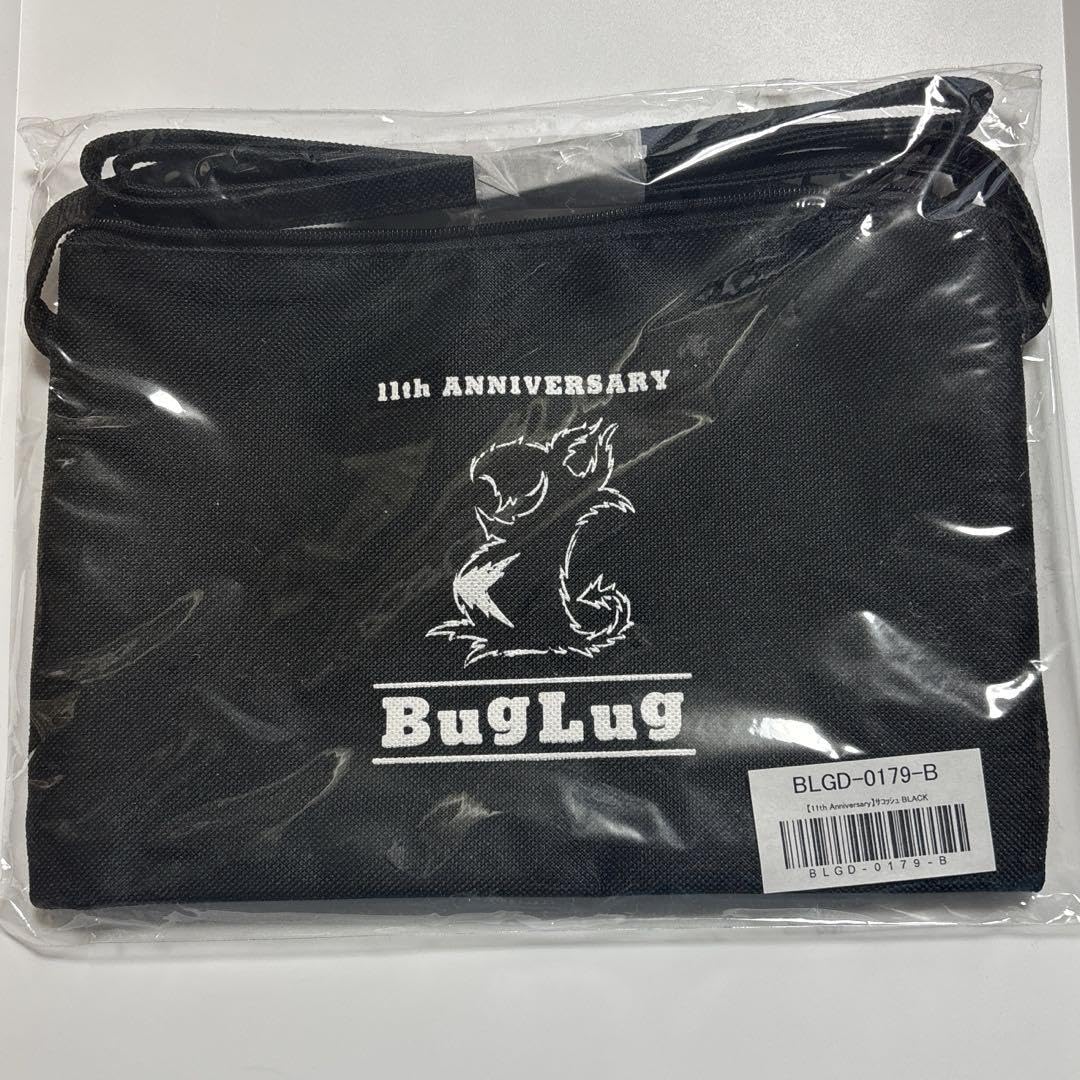 11th ANNIVERSARY
BugLug
BLGD-0179-B
【11th Anniversary】ｻｺｯｼｭ BLACK
BLGD-0179-B